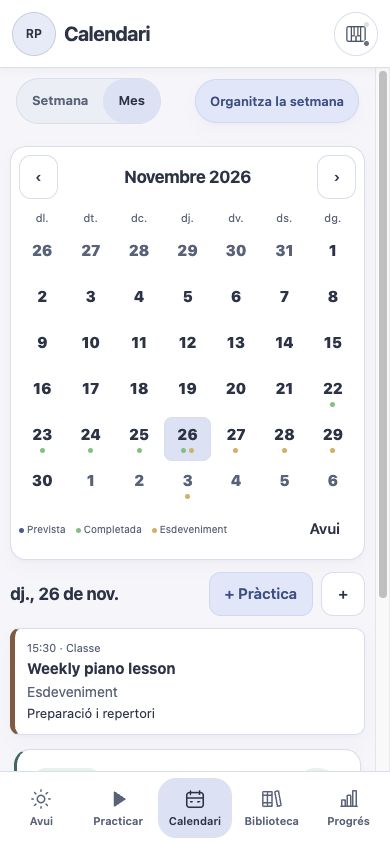 RP Calendari
Setmana Mes Organitza la setmana
‹ Novembre 2026 ›
dl. dt. dc. dj. dv. ds. dg.
26 27 28 29 30 31 1
2 3 4 5 6 7 8
9 10 11 12 13 14 15
16 17 18 19 20 21 22
23 24 25 26 27 28 29
30 1 2 3 4 5 6
Prevista Completada Esdeveniment Avui
dj., 26 de nov. + Pràctica +
15:30 · Classe
Weekly piano lesson
Esdeveniment
Preparació i repertori
Avui Practicar Calendari Biblioteca Progrés